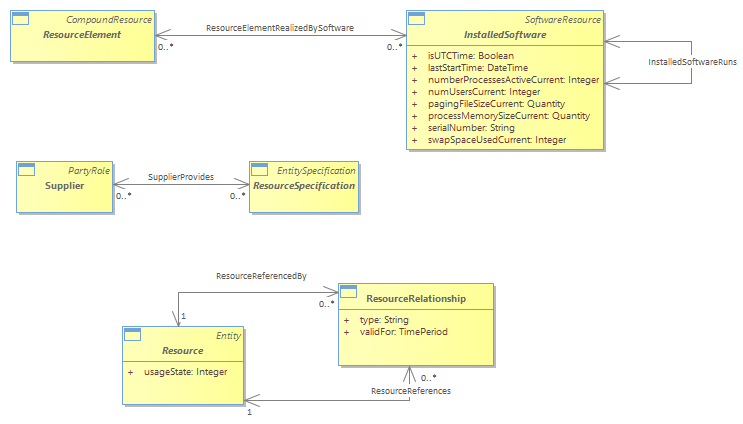 CompoundResource
ResourceElement
ResourceElementRealizedBySoftware
0..*
0..*
SoftwareResource
InstalledSoftware
+ isUTCTime: Boolean
+ lastStartTime: DateTime
+ numberProcessesActiveCurrent: Integer
+ numUsersCurrent: Integer
+ pagingFileSizeCurrent: Quantity
+ processMemorySizeCurrent: Quantity
+ serialNumber: String
+ swapSpaceUsedCurrent: Integer
InstalledSoftwareRuns
PartyRole
Supplier
SupplierProvides
0..*
0..*
EntitySpecification
ResourceSpecification
ResourceReferencedBy
0..*
1
ResourceRelationship
+ type: String
+ validFor: TimePeriod
Entity
Resource
+ usageState: Integer
0..*
ResourceReferences
1